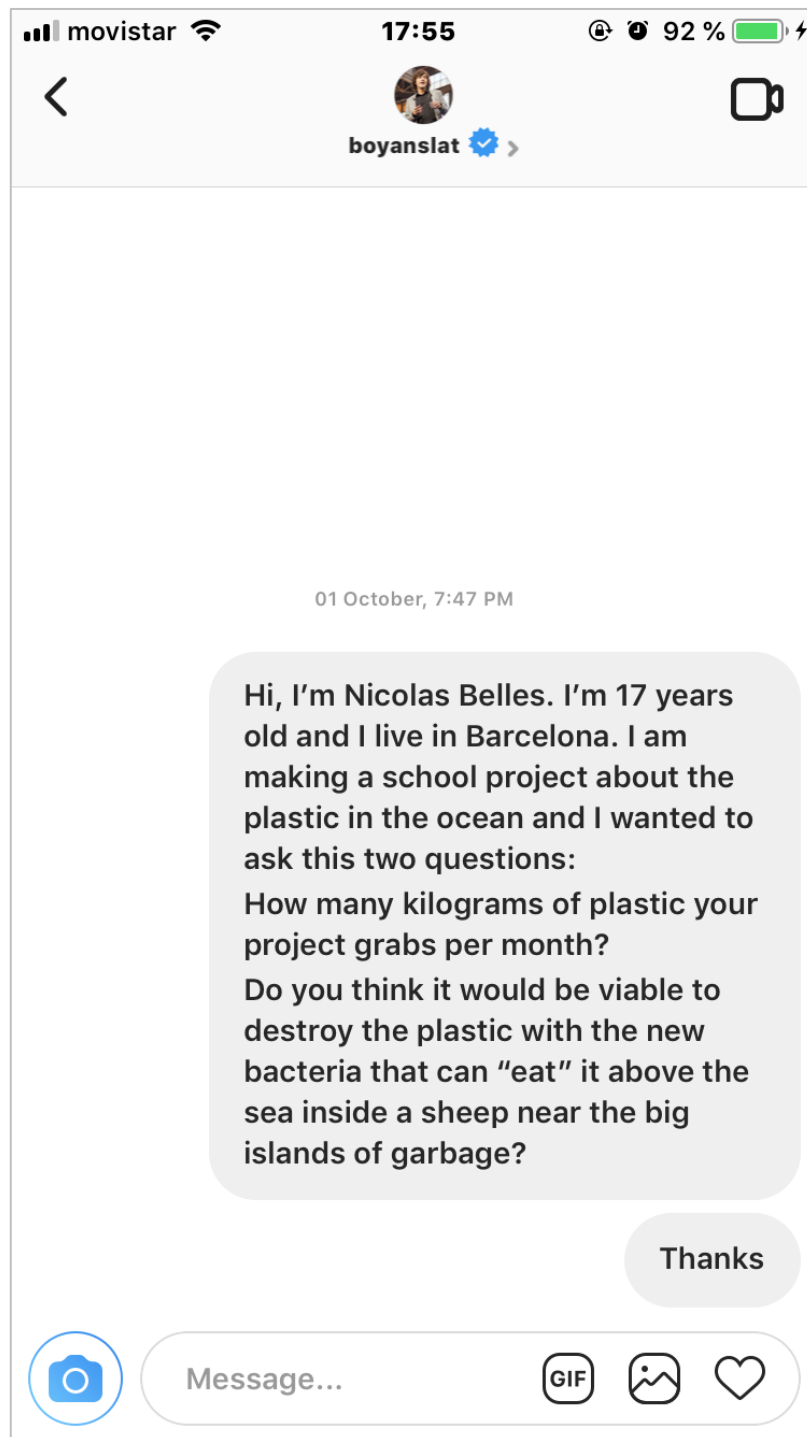 movistar 17:55 92 %
boyanslat
01 October, 7:47 PM
Hi, I’m Nicolas Belles. I’m 17 years
old and I live in Barcelona. I am
making a school project about the
plastic in the ocean and I wanted to
ask this two questions:
How many kilograms of plastic your
project grabs per month?
Do you think it would be viable to
destroy the plastic with the new
bacteria that can “eat” it above the
sea inside a sheep near the big
islands of garbage?
Thanks
Message... GIF